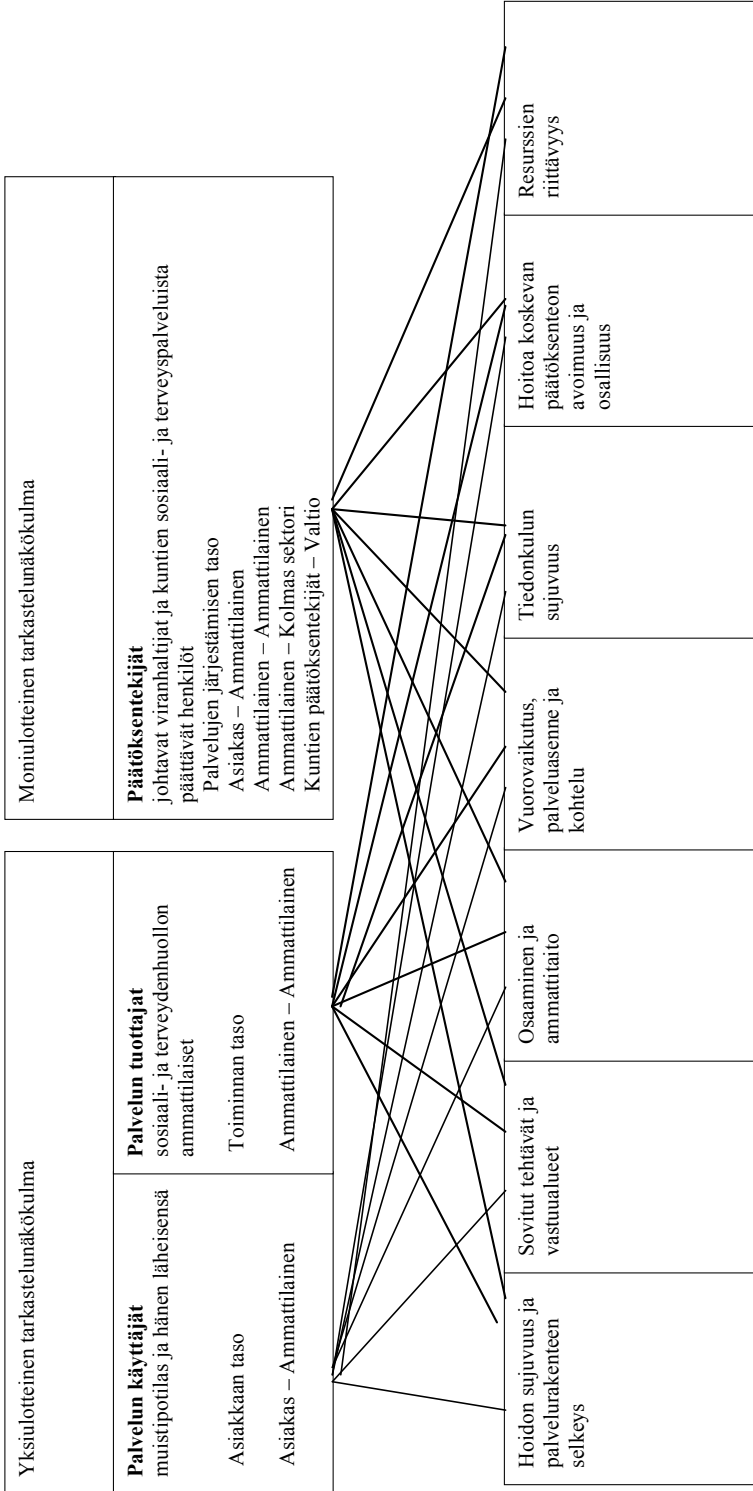 Yksiulotteinen tarkastelunäkökulma
Palvelun käyttäjät
muistipotilas ja hänen läheisensä
Asiakkaan taso
Asiakas – Ammattilainen
Palvelun tuottajat
sosiaali- ja terveydenhuollon
ammattilaiset
Toiminnan taso
Ammattilainen – Ammattilainen
Moniulotteinen tarkastelunäkökulma
Päätöksentekijät
johtavat viranhaltijat ja kuntien sosiaali- ja terveyspalveluista
päättävät henkilöt
Palvelujen järjestämisen taso
Asiakas – Ammattilainen
Ammattilainen – Ammattilainen
Ammattilainen – Kolmas sektori
Kuntien päätöksentekijät – Valtio
Hoidon sujuvuus ja
palvelurakenteen
selkeys
Sovitut tehtävät ja
vastuualueet
Osaaminen ja
ammattitaito
Vuorovaikutus,
palveluasenne ja
kohtelu
Tiedonkulun
sujuvuus
Hoitoa koskevan
päätöksenteon
avoimuus ja
osallisuus
Resurssien
riittävyys